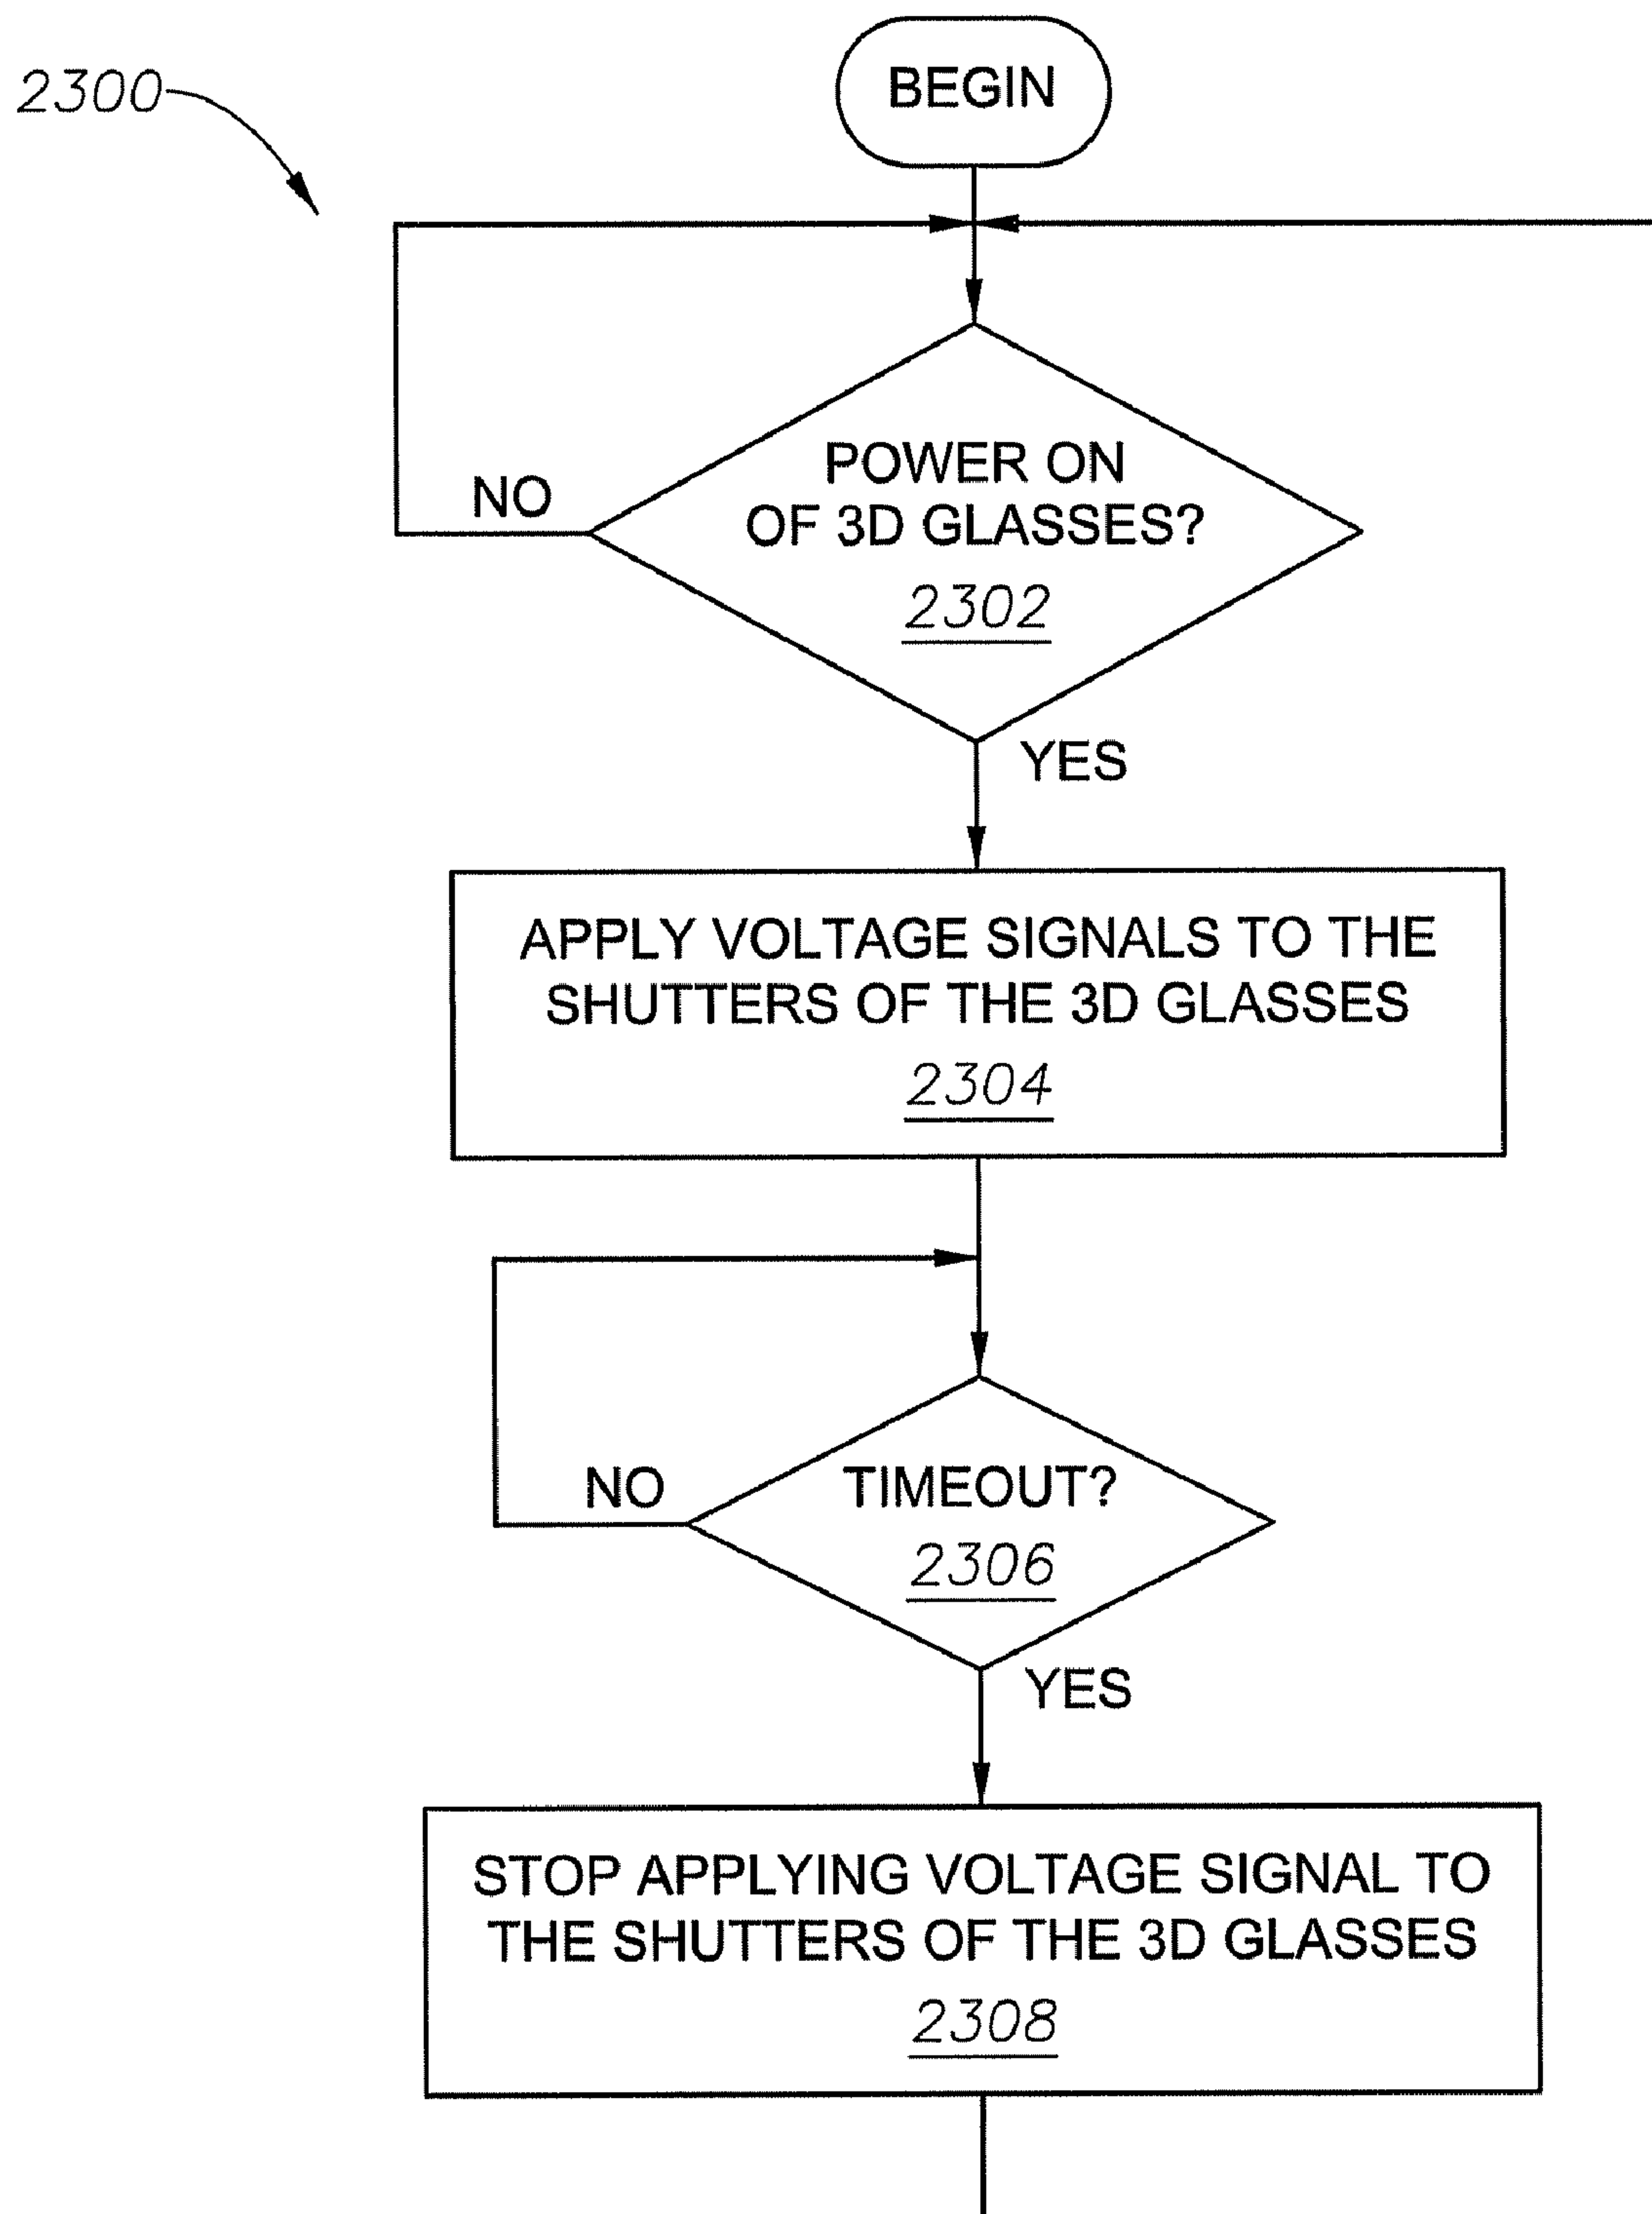 2300
BEGIN
POWER ON
OF 3D GLASSES?
2302
NO
YES
APPLY VOLTAGE SIGNALS TO THE
SHUTTERS OF THE 3D GLASSES
2304
NO
TIMEOUT?
2306
YES
STOP APPLYING VOLTAGE SIGNAL TO
THE SHUTTERS OF THE 3D GLASSES
2308